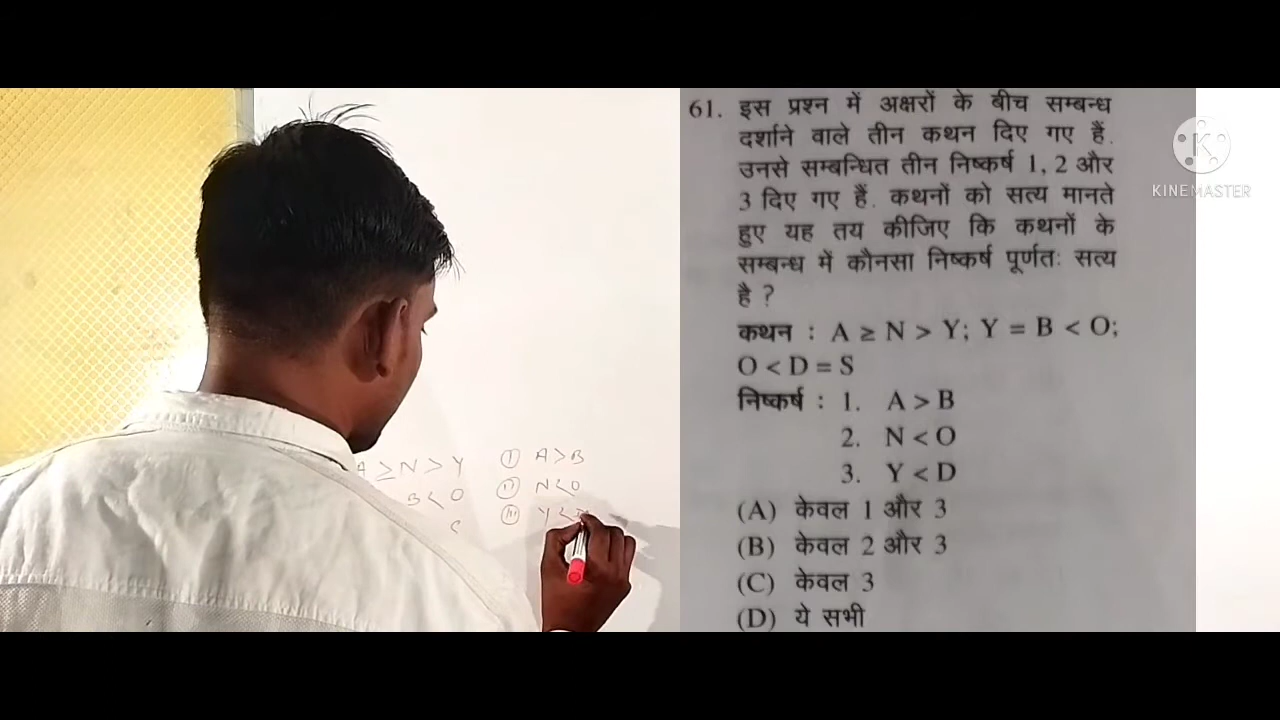 A ≥ N > Y
B < O
(I) A > B
(II) N < O
(III) Y <
61. इस प्रश्न में अक्षरों के बीच सम्बन्ध
दर्शाने वाले तीन कथन दिए गए हैं.
उनसे सम्बन्धित तीन निष्कर्ष 1, 2 और
3 दिए गए हैं. कथनों को सत्य मानते
हुए यह तय कीजिए कि कथनों के
सम्बन्ध में कौनसा निष्कर्ष पूर्णतः सत्य
है ?
कथन : A ≥ N > Y; Y = B < O;
O < D = S
निष्कर्ष : 1. A > B
2. N < O
3. Y < D
(A) केवल 1 और 3
(B) केवल 2 और 3
(C) केवल 3
(D) ये सभी
K
KINEMASTER